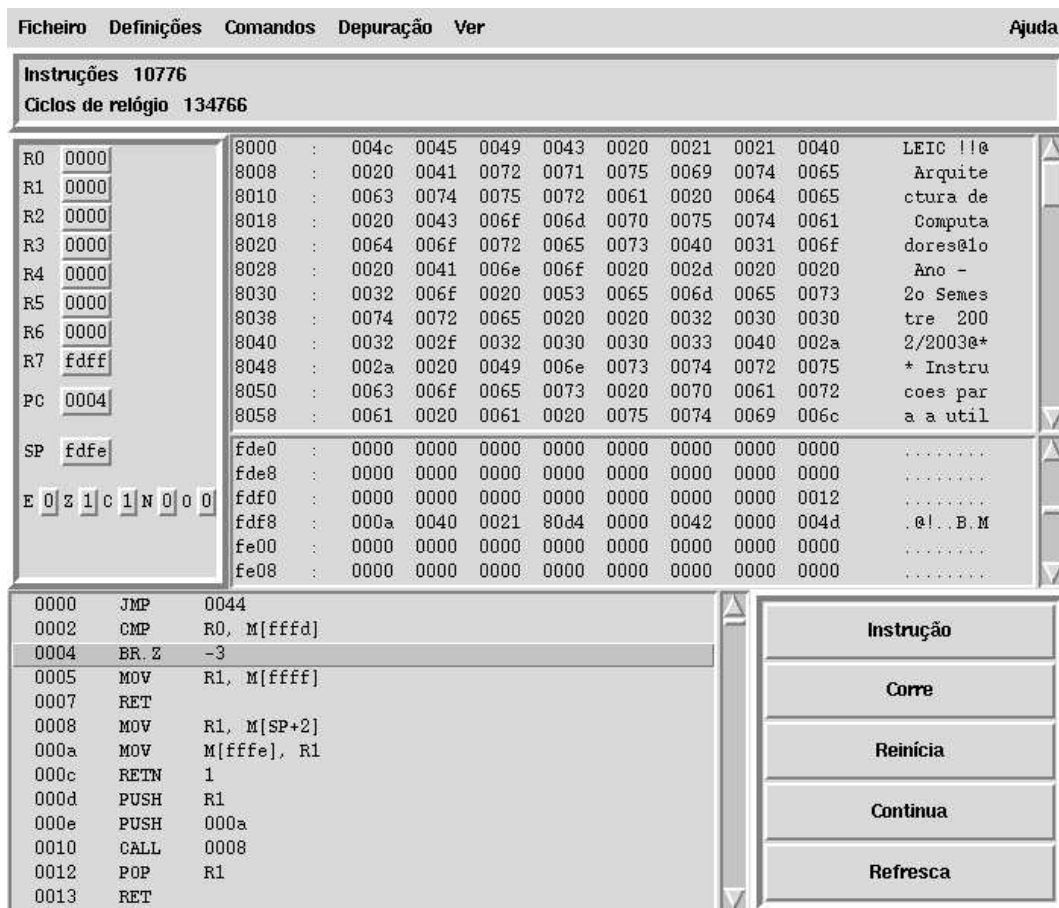 Ficheiro Definições Comandos Depuração Ver Ajuda
Instruções 10776
Ciclos de relógio 134766
R0 0000
R1 0000
R2 0000
R3 0000
R4 0000
R5 0000
R6 0000
R7 fdff
PC 0004
SP fdfe
E 0 Z 1 C 1 N 0 O 0
8000 : 004c 0045 0049 0043 0020 0021 0021 0040 LEIC !!@
8008 : 0020 0041 0072 0071 0075 0069 0074 0065 Arquite
8010 : 0063 0074 0075 0072 0061 0020 0064 0065 ctura de
8018 : 0020 0043 006f 006d 0070 0075 0074 0061 Computa
8020 : 0064 006f 0072 0065 0073 0040 0031 006f dores@1o
8028 : 0020 0041 006e 006f 0020 002d 0020 0020 Ano -
8030 : 0032 006f 0020 0053 0065 006d 0065 0073 2o Semes
8038 : 0074 0072 0065 0020 0020 0032 0030 0030 tre 200
8040 : 0032 002f 0032 0030 0030 0033 0040 002a 2/2003@*
8048 : 002a 0020 0049 006e 0073 0074 0072 0075 * Instru
8050 : 0063 006f 0065 0073 0020 0070 0061 0072 coes par
8058 : 0061 0020 0061 0020 0075 0074 0069 006c a a util
fde0 : 0000 0000 0000 0000 0000 0000 0000 0000 ........
fde8 : 0000 0000 0000 0000 0000 0000 0000 0000 ........
fdf0 : 0000 0000 0000 0000 0000 0000 0000 0012 ........
fdf8 : 000a 0040 0021 80d4 0000 0042 0000 004d .@!..B.M
fe00 : 0000 0000 0000 0000 0000 0000 0000 0000 ........
fe08 : 0000 0000 0000 0000 0000 0000 0000 0000 ........
0000 JMP 0044
0002 CMP R0, M[fffd]
0004 BR.Z -3
0005 MOV R1, M[ffff]
0007 RET
0008 MOV R1, M[SP+2]
000a MOV M[fffe], R1
000c RETN 1
000d PUSH R1
000e PUSH 000a
0010 CALL 0008
0012 POP R1
0013 RET
Instrução
Corre
Reinícia
Continua
Refresca